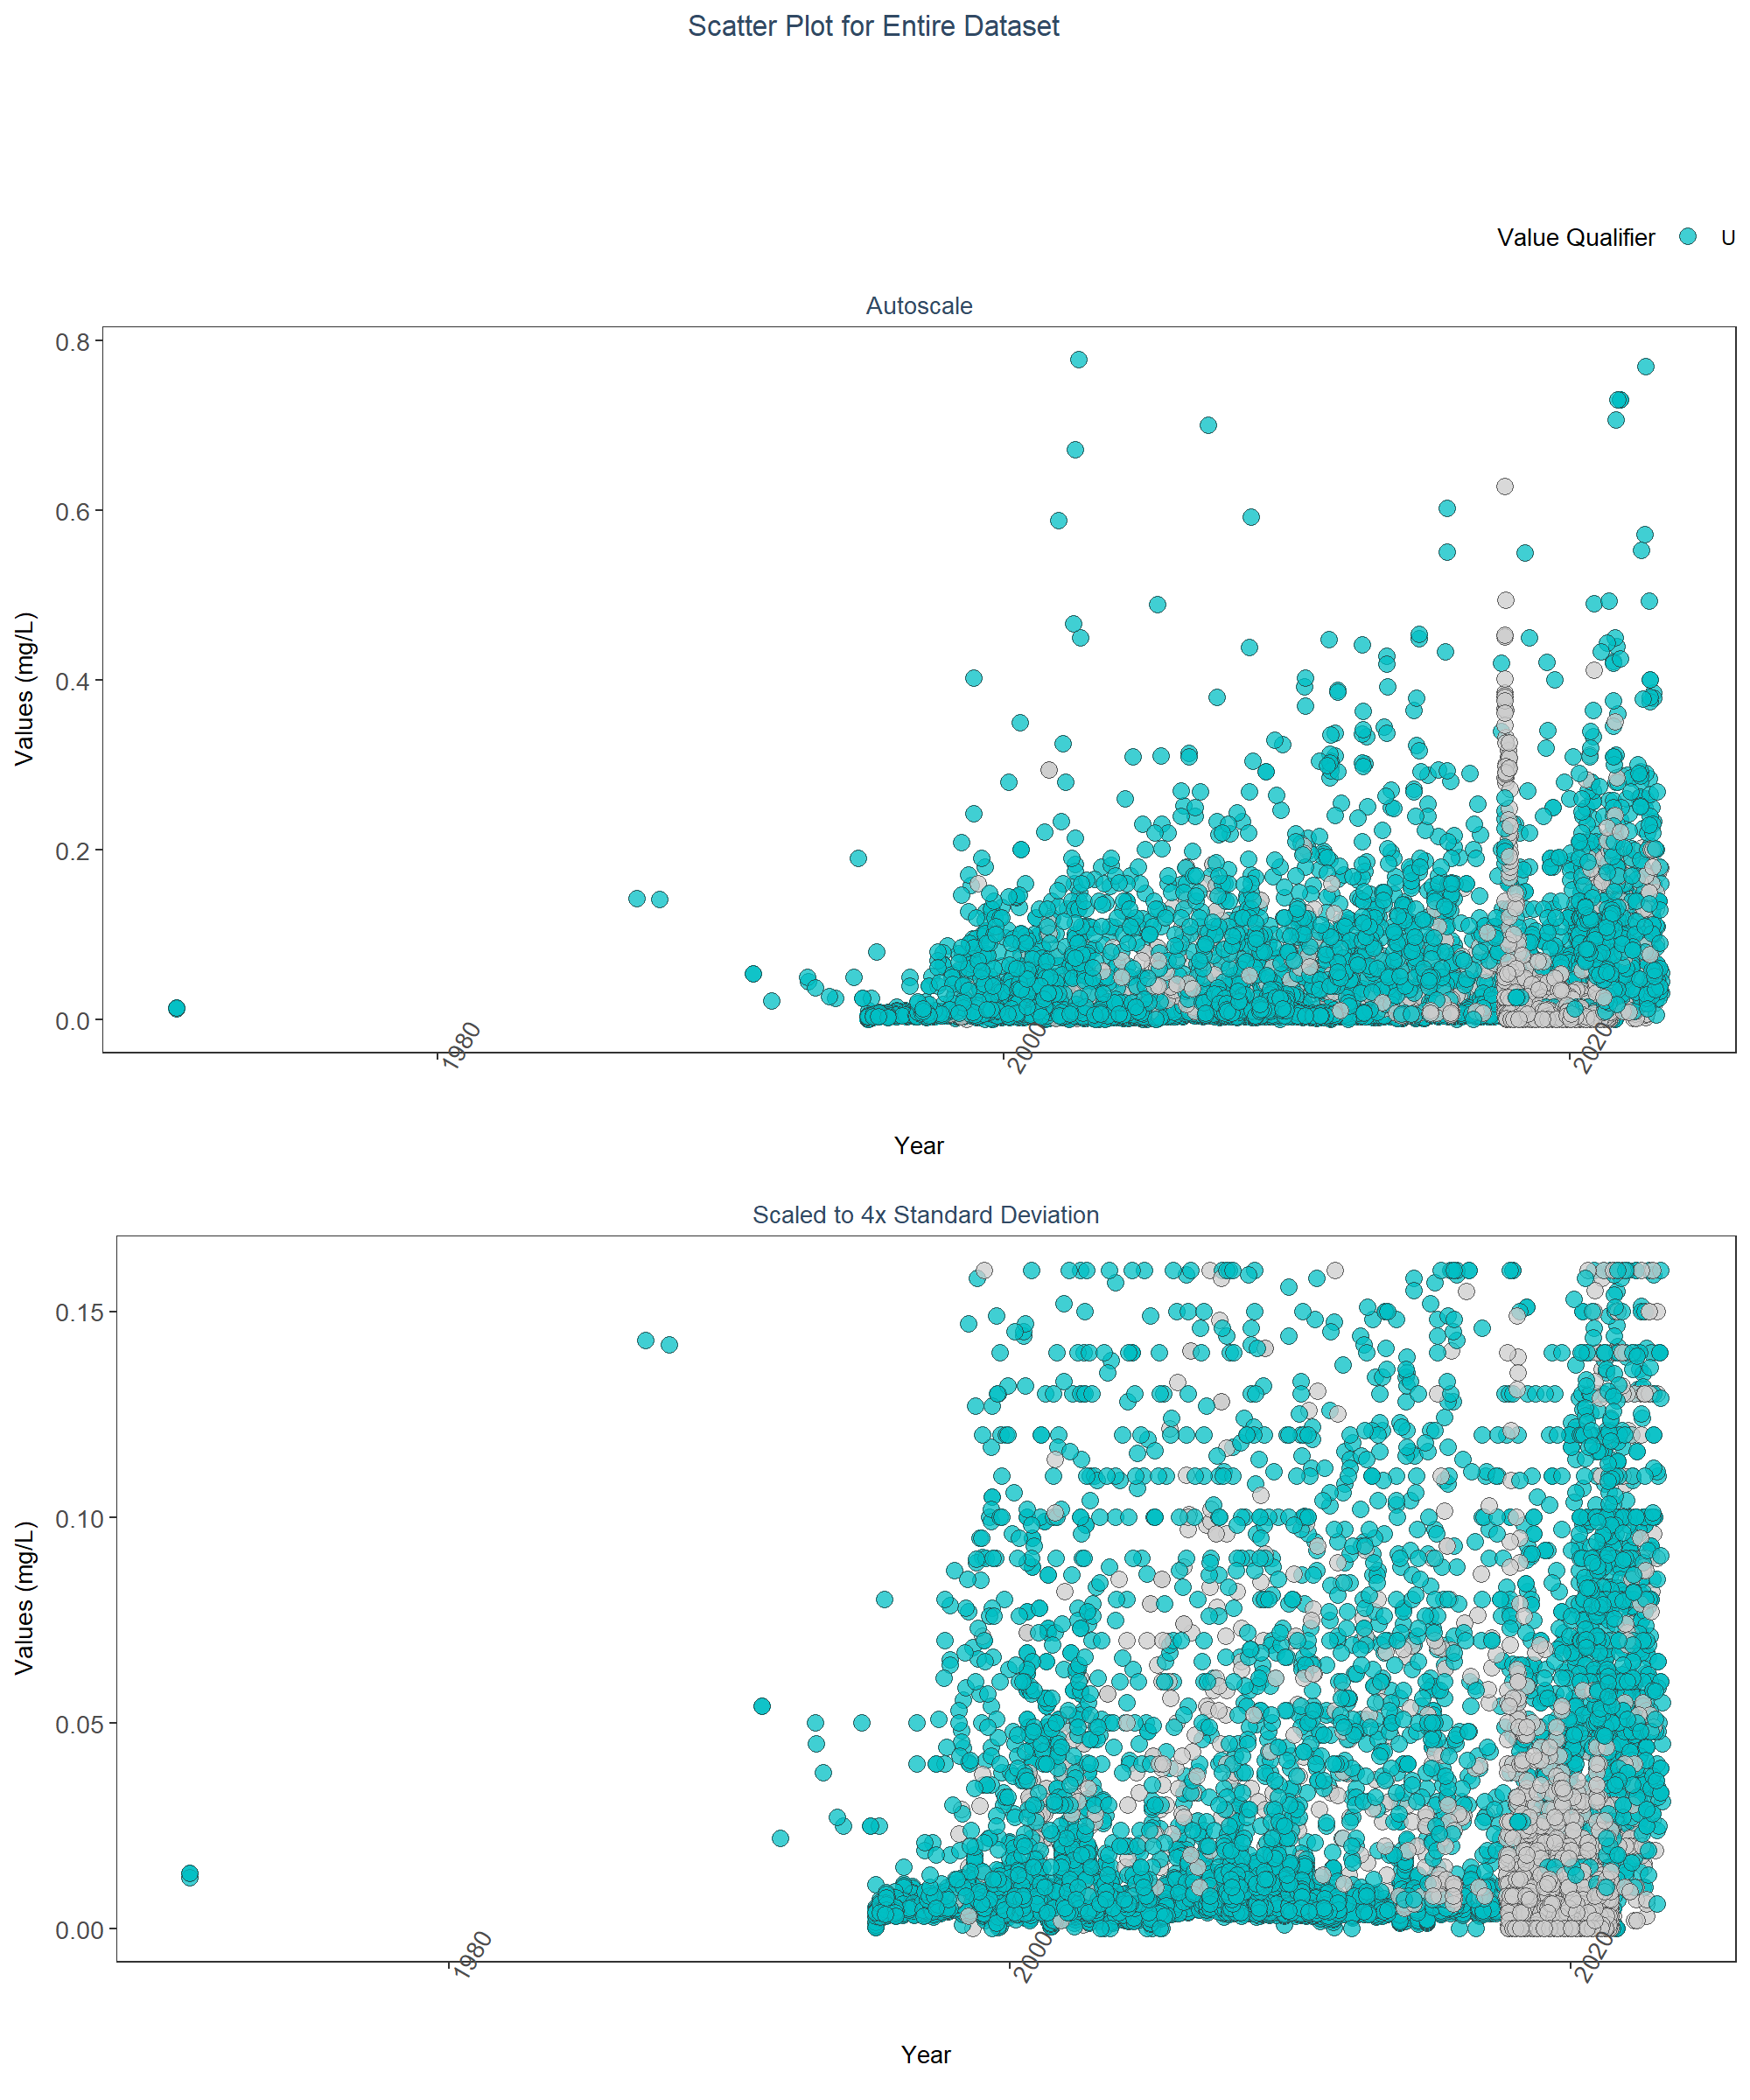 Scatter Plot for Entire Dataset
Value Qualifier U
Autoscale
0.8
0.6
0.4
0.2
0.0
Values (mg/L)
1980 2000 2020
Year
Scaled to 4x Standard Deviation
0.15
0.10
0.05
0.00
Values (mg/L)
1980 2000 2020
Year